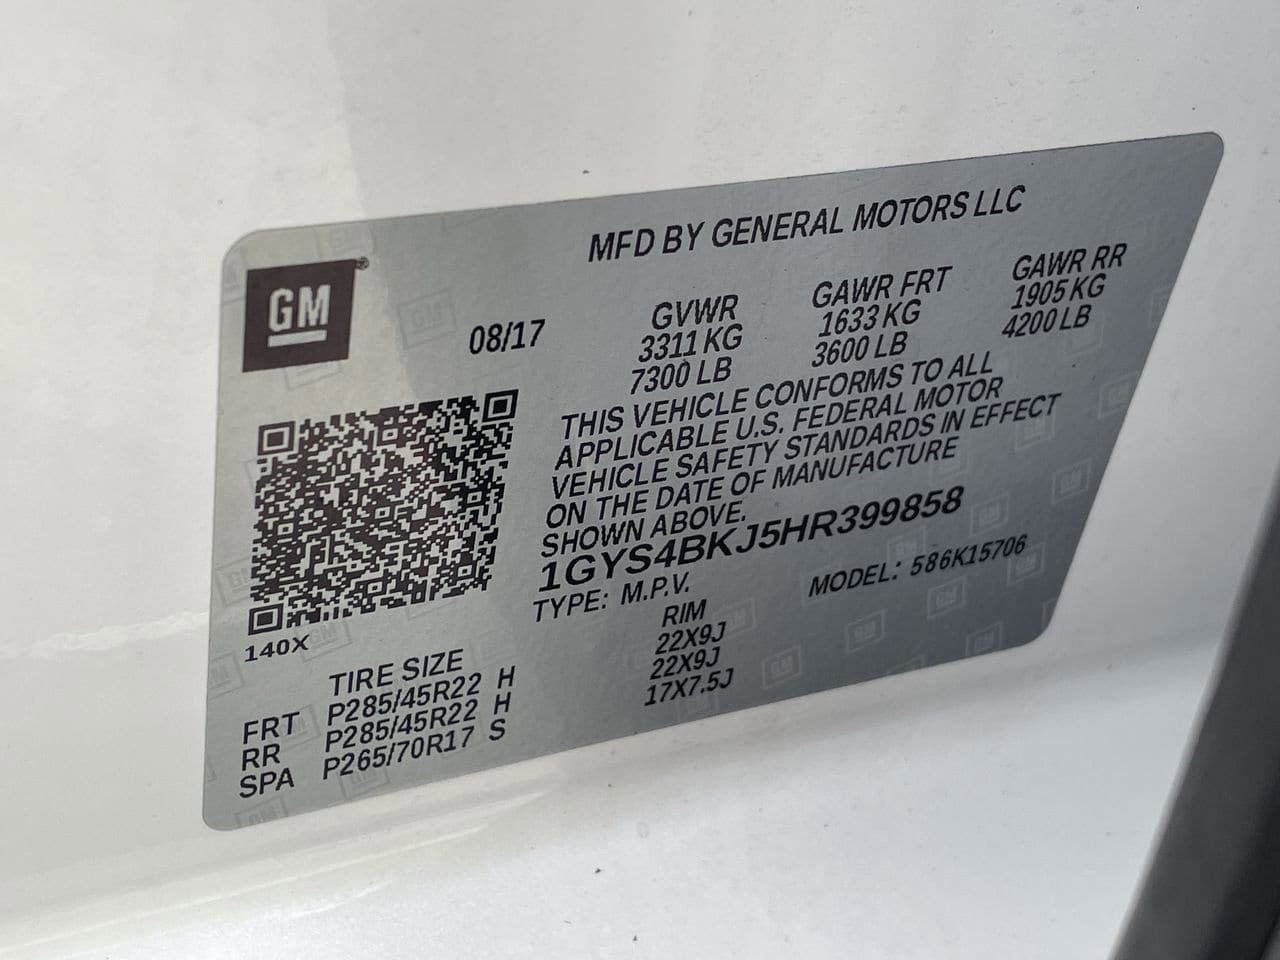 MFD BY GENERAL MOTORS LLC
GM®
08/17
GVWR GAWR FRT GAWR RR
3311 KG 1633 KG 1905 KG
7300 LB 3600 LB 4200 LB
THIS VEHICLE CONFORMS TO ALL
APPLICABLE U.S. FEDERAL MOTOR
VEHICLE SAFETY STANDARDS IN EFFECT
ON THE DATE OF MANUFACTURE
SHOWN ABOVE.
1GYS4BKJ5HR399858
TYPE: M.P.V. MODEL: 586K15706
140X
TIRE SIZE RIM
FRT P285/45R22 H 22X9J
RR P285/45R22 H 22X9J
SPA P265/70R17 S 17X7.5J